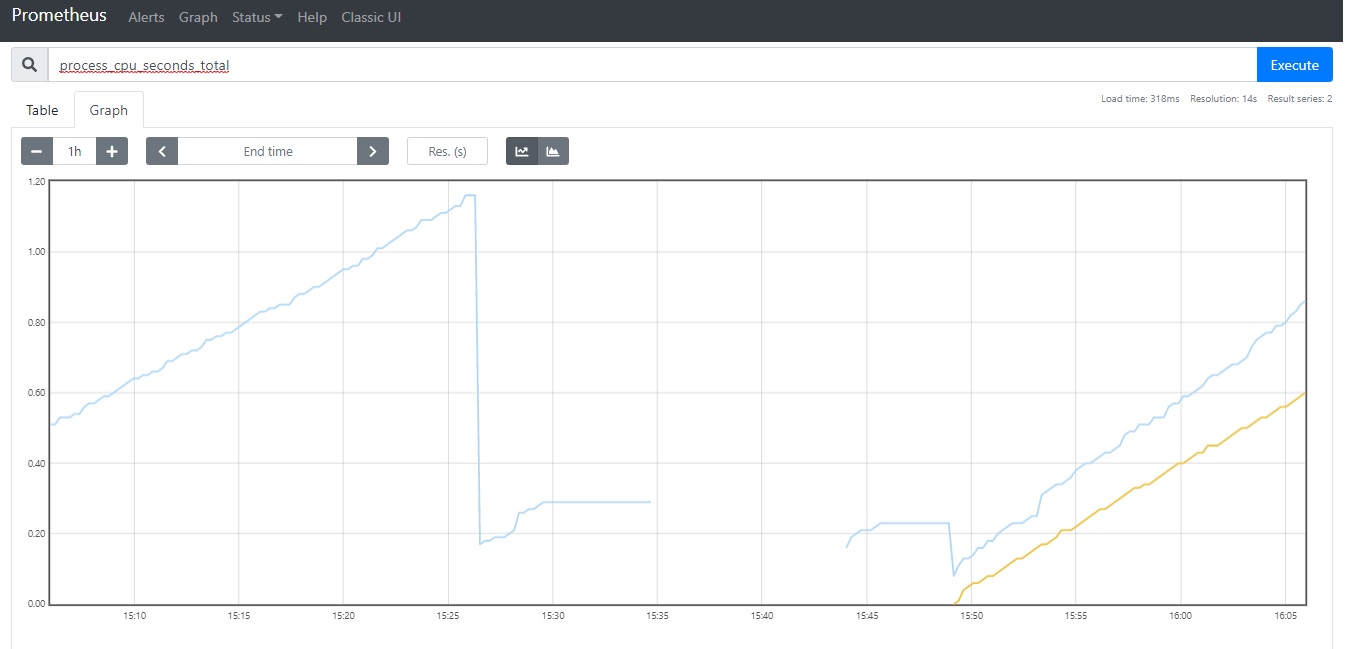 Prometheus Alerts Graph Status Help Classic UI
process_cpu_seconds_total Execute
Load time: 318ms Resolution: 14s Result series: 2
Table Graph
1h End time Res. (s)
1.20
1.00
0.80
0.60
0.40
0.20
0.00
15:10 15:15 15:20 15:25 15:30 15:35 15:40 15:45 15:50 15:55 16:00 16:05